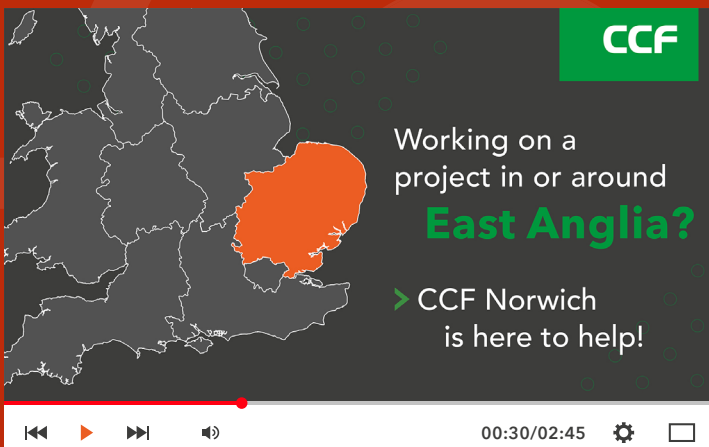 CCF
Working on a
project in or around
East Anglia?
> CCF Norwich
is here to help!
00:30/02:45